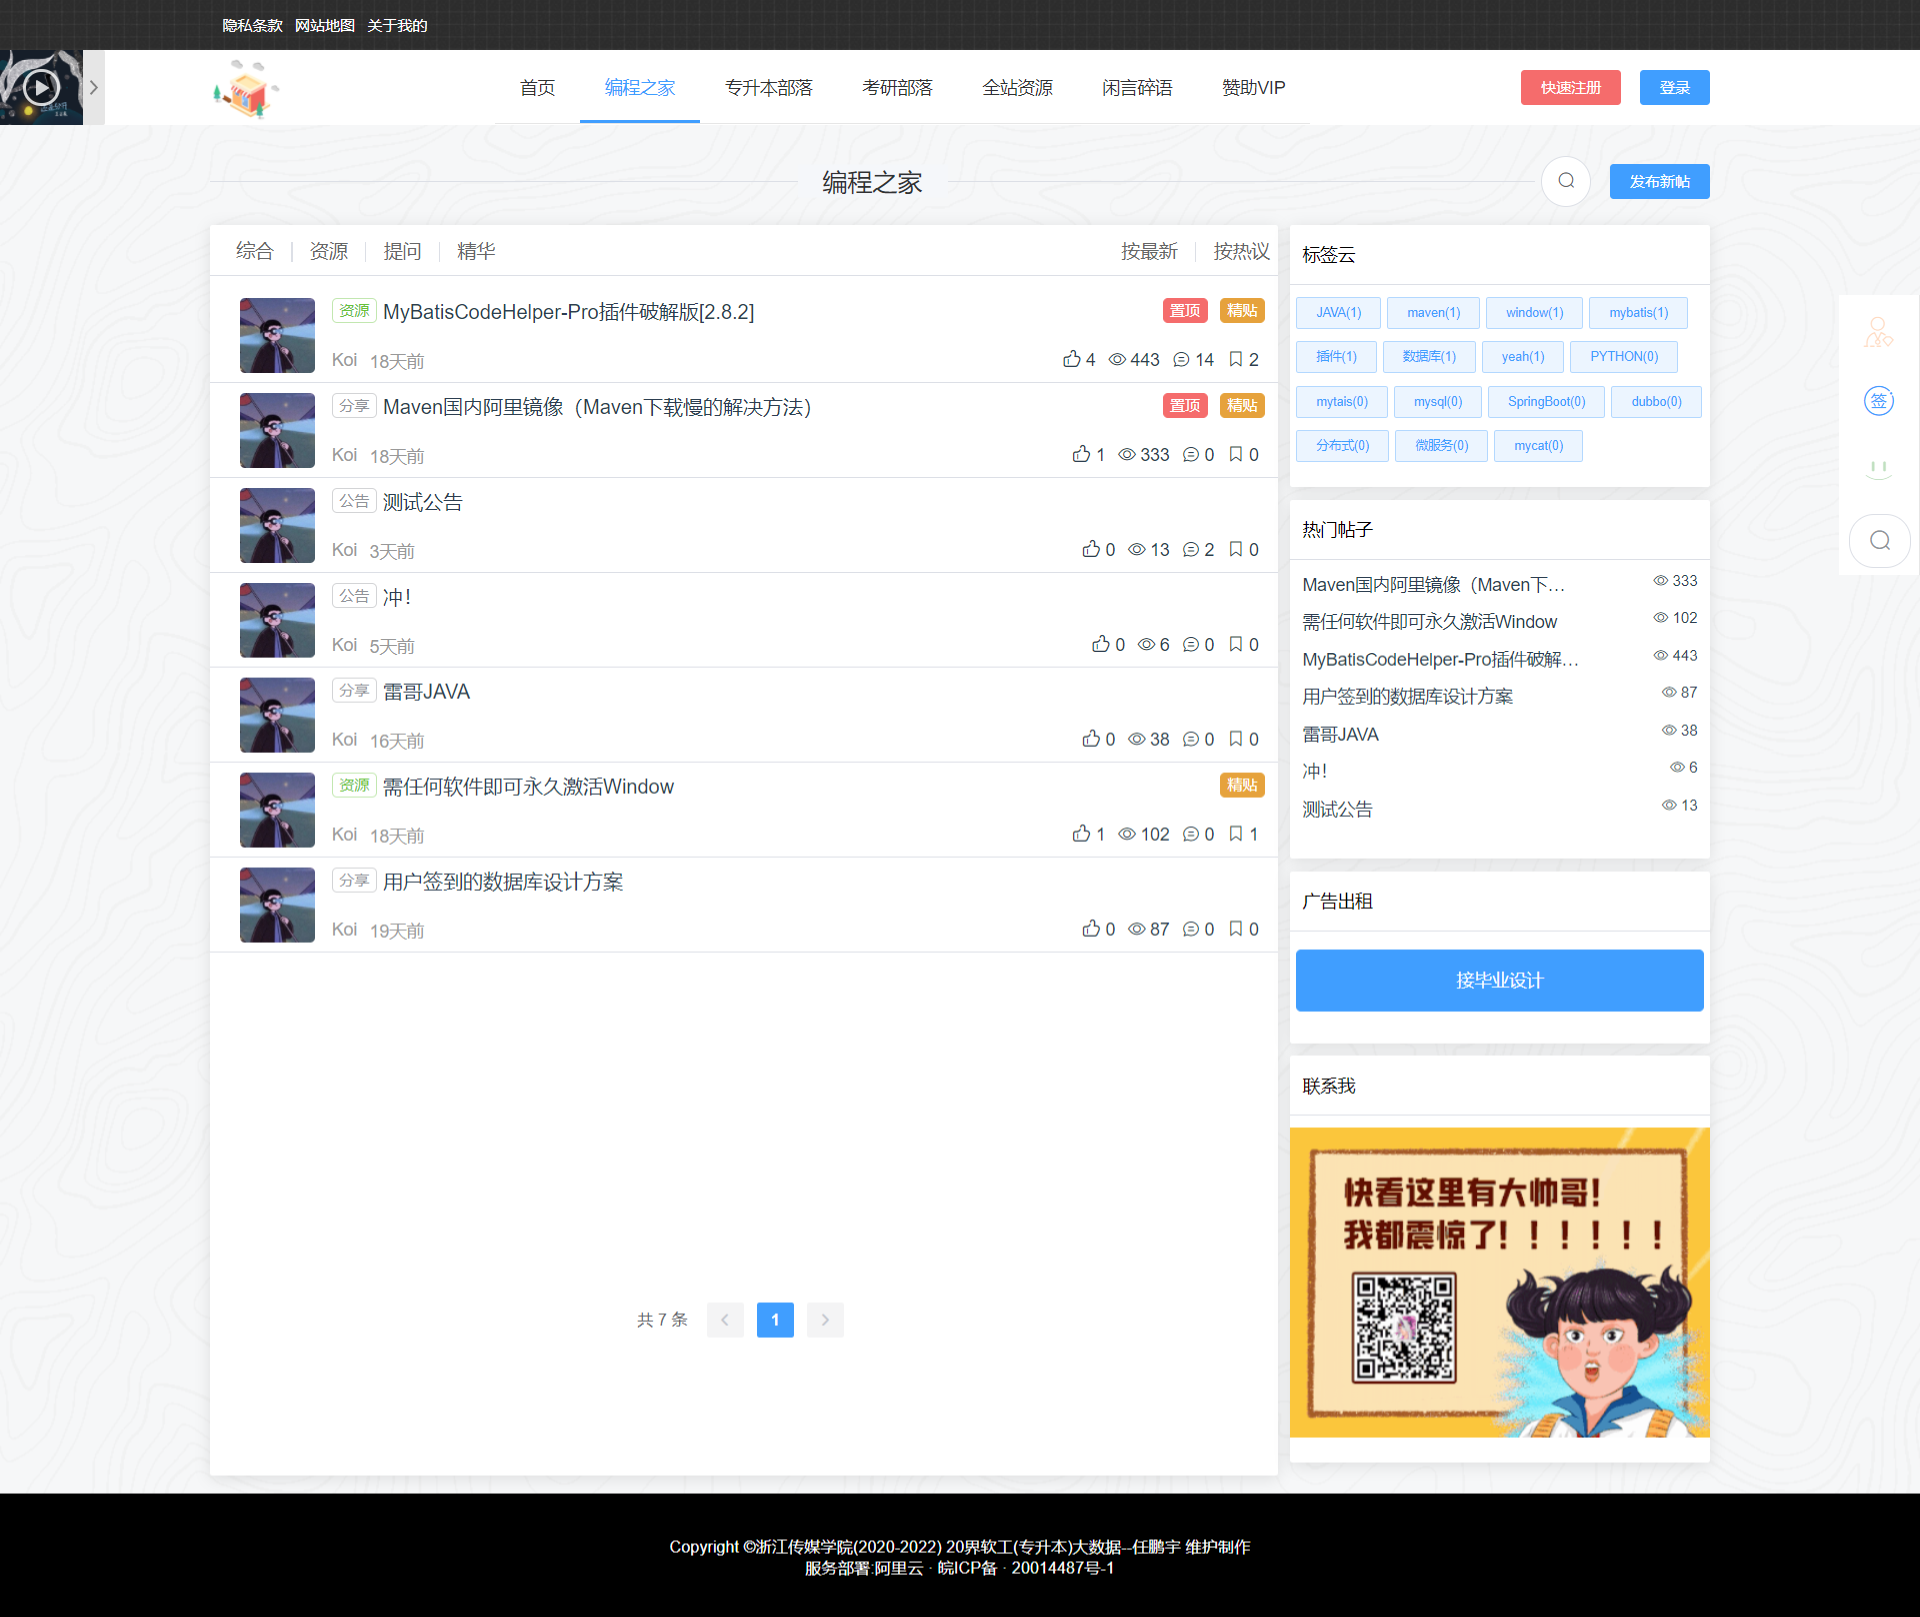 隐私条款 网站地图 关于我的
首页 编程之家 专升本部落 考研部落 全站资源 闲言碎语 赞助VIP 快速注册 登录
编程之家
发布新帖
综合 资源 提问 精华 按最新 按热议
资源 MyBatisCodeHelper-Pro插件破解版[2.8.2] 置顶 精贴
Koi 18天前 4 443 14 2
分享 Maven国内阿里镜像（Maven下载慢的解决方法） 置顶 精贴
Koi 18天前 1 333 0 0
公告 测试公告
Koi 3天前 0 13 2 0
公告 冲！
Koi 5天前 0 6 0 0
分享 雷哥JAVA
Koi 16天前 0 38 0 0
资源 需任何软件即可永久激活Window 精贴
Koi 18天前 1 102 0 1
分享 用户签到的数据库设计方案
Koi 19天前 0 87 0 0
共 7 条 1
标签云
JAVA(1) maven(1) window(1) mybatis(1)
插件(1) 数据库(1) yeah(1) PYTHON(0)
mytais(0) mysql(0) SpringBoot(0) dubbo(0)
分布式(0) 微服务(0) mycat(0)
热门帖子
Maven国内阿里镜像（Maven下... 333
需任何软件即可永久激活Window 102
MyBatisCodeHelper-Pro插件破解... 443
用户签到的数据库设计方案 87
雷哥JAVA 38
冲！ 6
测试公告 13
广告出租
接毕业设计
联系我
快看这里有大帅哥！
我都震惊了！！！！！！
签
Copyright ©浙江传媒学院(2020-2022) 20界软工(专升本)大数据--任鹏宇 维护制作
服务部署:阿里云 · 皖ICP备 · 20014487号-1